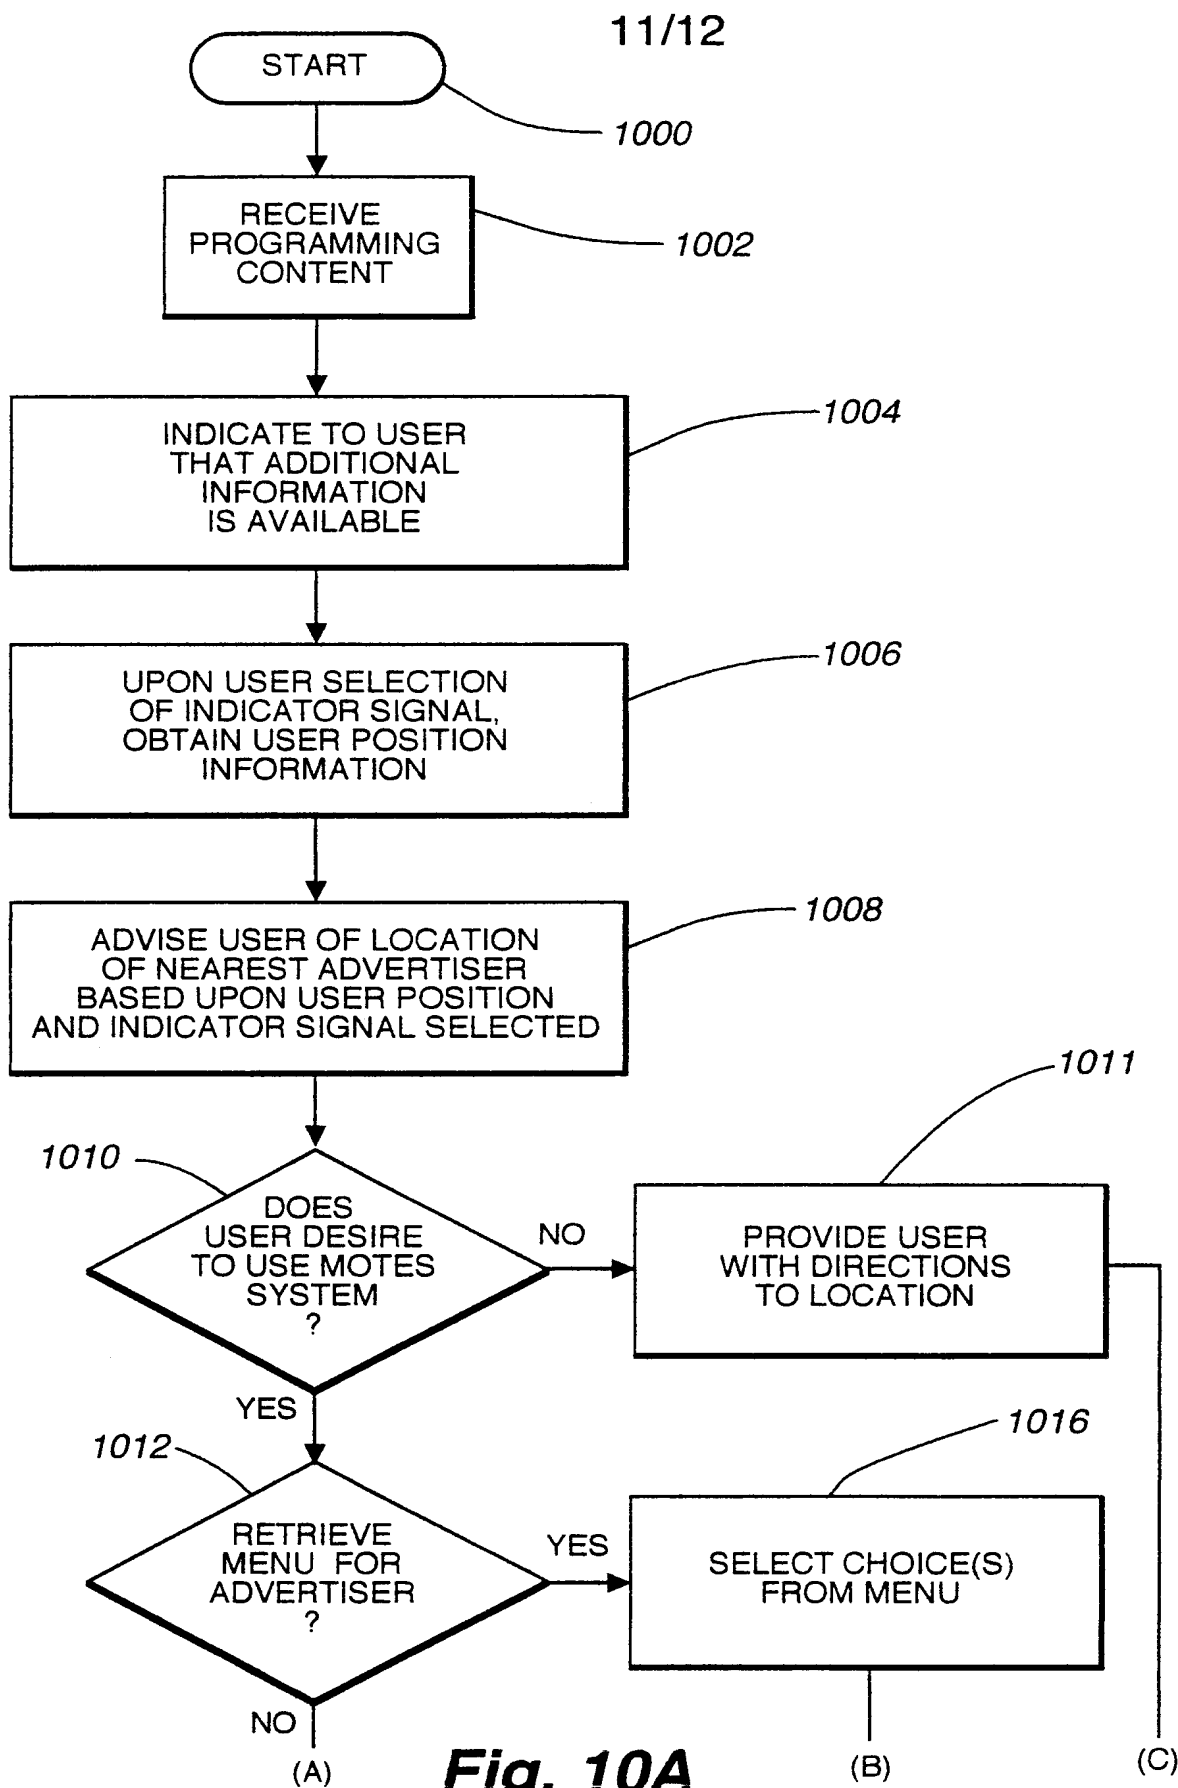 11/12
START
1000
RECEIVE
PROGRAMMING
CONTENT
1002
1004
INDICATE TO USER
THAT ADDITIONAL
INFORMATION
IS AVAILABLE
1006
UPON USER SELECTION
OF INDICATOR SIGNAL,
OBTAIN USER POSITION
INFORMATION
1008
ADVISE USER OF LOCATION
OF NEAREST ADVERTISER
BASED UPON USER POSITION
AND INDICATOR SIGNAL SELECTED
1010
DOES
USER DESIRE
TO USE MOTES
SYSTEM
?
NO
1011
PROVIDE USER
WITH DIRECTIONS
TO LOCATION
YES
1012
RETRIEVE
MENU FOR
ADVERTISER
?
YES
1016
SELECT CHOICE(S)
FROM MENU
NO
(A)
Fig. 10A
(B)
(C)